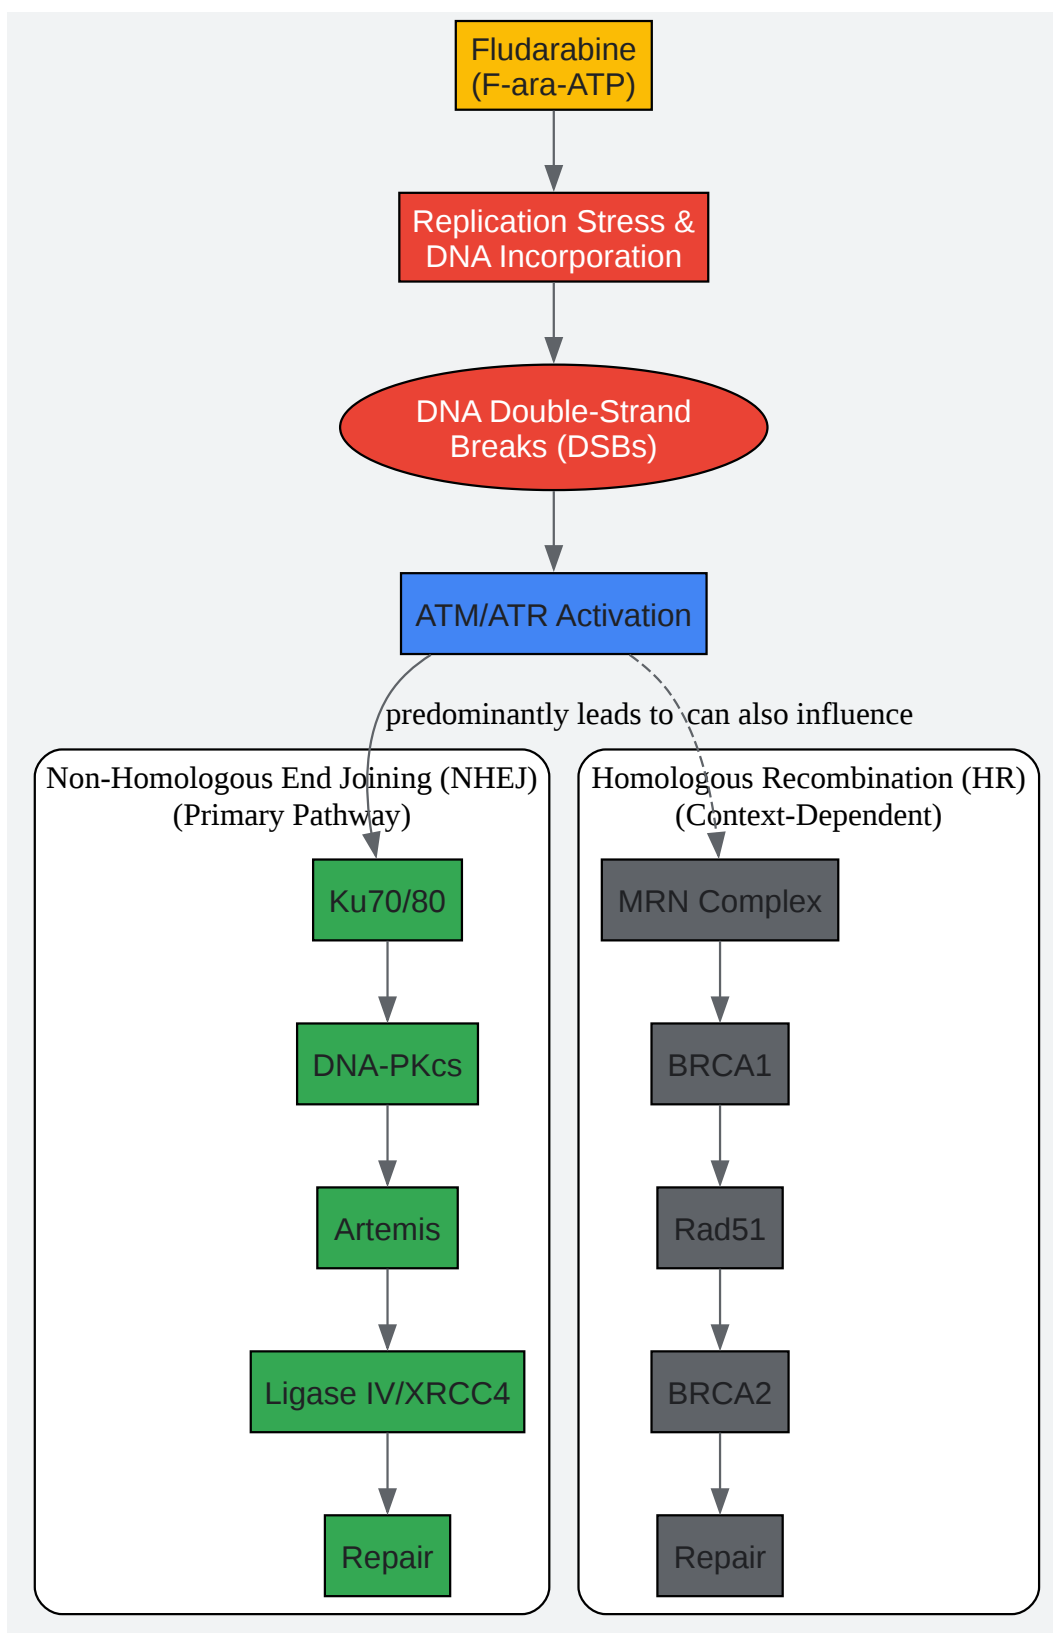 Fludarabine
(F-ara-ATP)
Replication Stress &
DNA Incorporation
DNA Double-Strand
Breaks (DSBs)
ATM/ATR Activation
predominantly leads to
can also influence
Non-Homologous End Joining (NHEJ)
(Primary Pathway)
Ku70/80
DNA-PKcs
Artemis
Ligase IV/XRCC4
Repair
Homologous Recombination (HR)
(Context-Dependent)
MRN Complex
BRCA1
Rad51
BRCA2
Repair